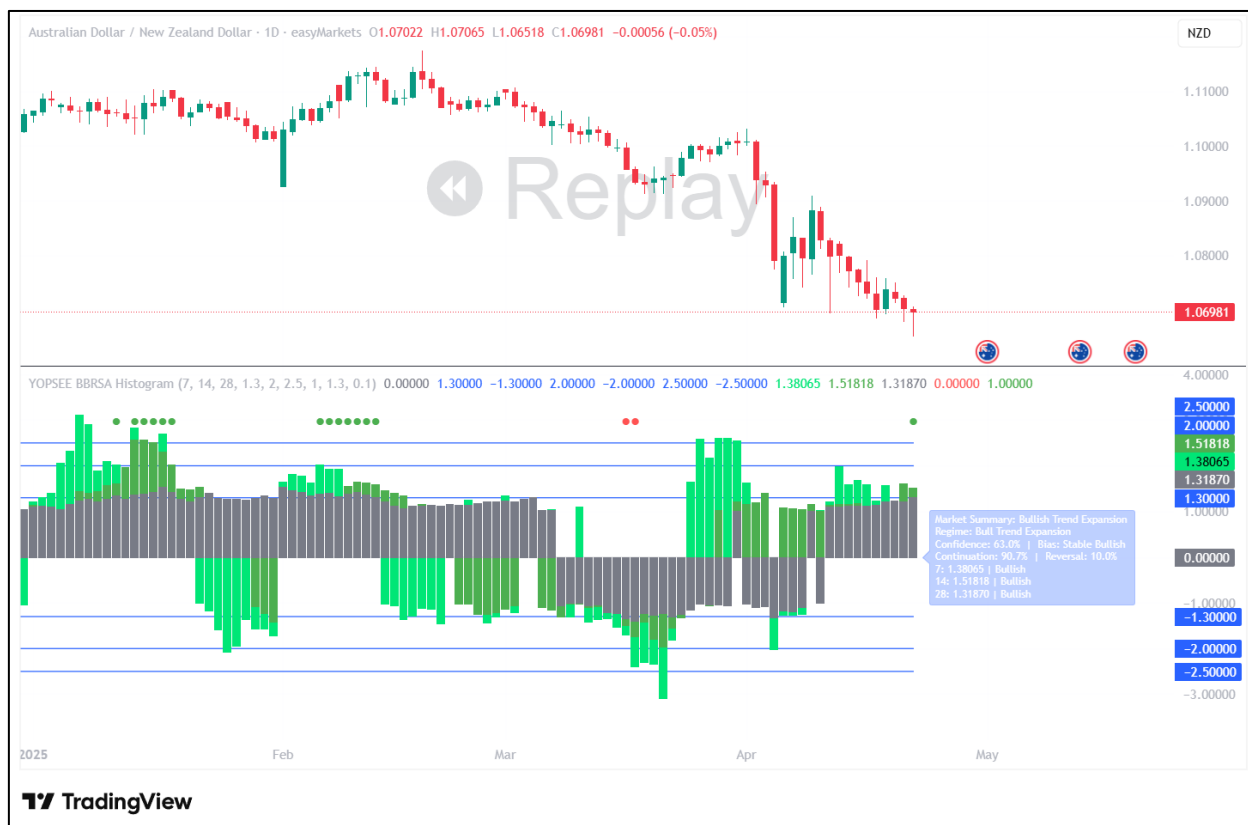 Australian Dollar / New Zealand Dollar · 1D · easyMarkets O1.07022 H1.07065 L1.06518 C1.06981 −0.00056 (−0.05%)
NZD
1.11000
1.10000
Replay
1.09000
1.08000
1.06981
YOPSEE BBRSA Histogram (7, 14, 28, 1.3, 2, 2.5, 1, 1.3, 0.1) 0.00000 1.30000 −1.30000 2.00000 −2.00000 2.50000 −2.50000 1.38065 1.51818 1.31870 0.00000 1.00000
4.00000
2.50000
2.00000
1.51818
1.38065
1.31870
1.30000
1.00000
Market Summary: Bullish Trend Expansion
Regime: Bull Trend Expansion
Confidence: 63.0% | Bias: Stable Bullish
Continuation: 90.7% | Reversal: 10.0%
7: 1.38065 | Bullish
14: 1.51818 | Bullish
28: 1.31870 | Bullish
0.00000
−1.00000
−1.30000
−2.00000
−2.50000
−3.00000
2025 Feb Mar Apr May
TradingView